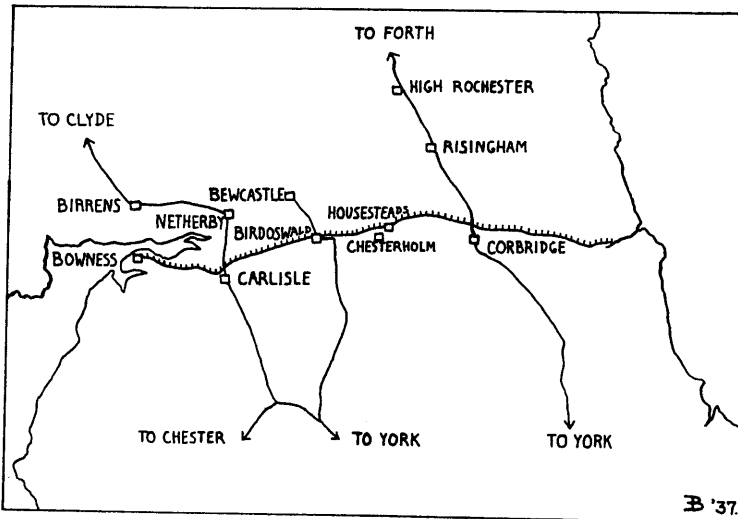 TO FORTH
HIGH ROCHESTER
TO CLYDE
RISINGHAM
BEWCASTLE
BIRRENS
NETHERBY
HOUSESTEADS
BIRDOSWALD
CHESTERHOLM
CORBRIDGE
BOWNESS
CARLISLE
TO CHESTER
TO YORK
TO YORK
B '37.